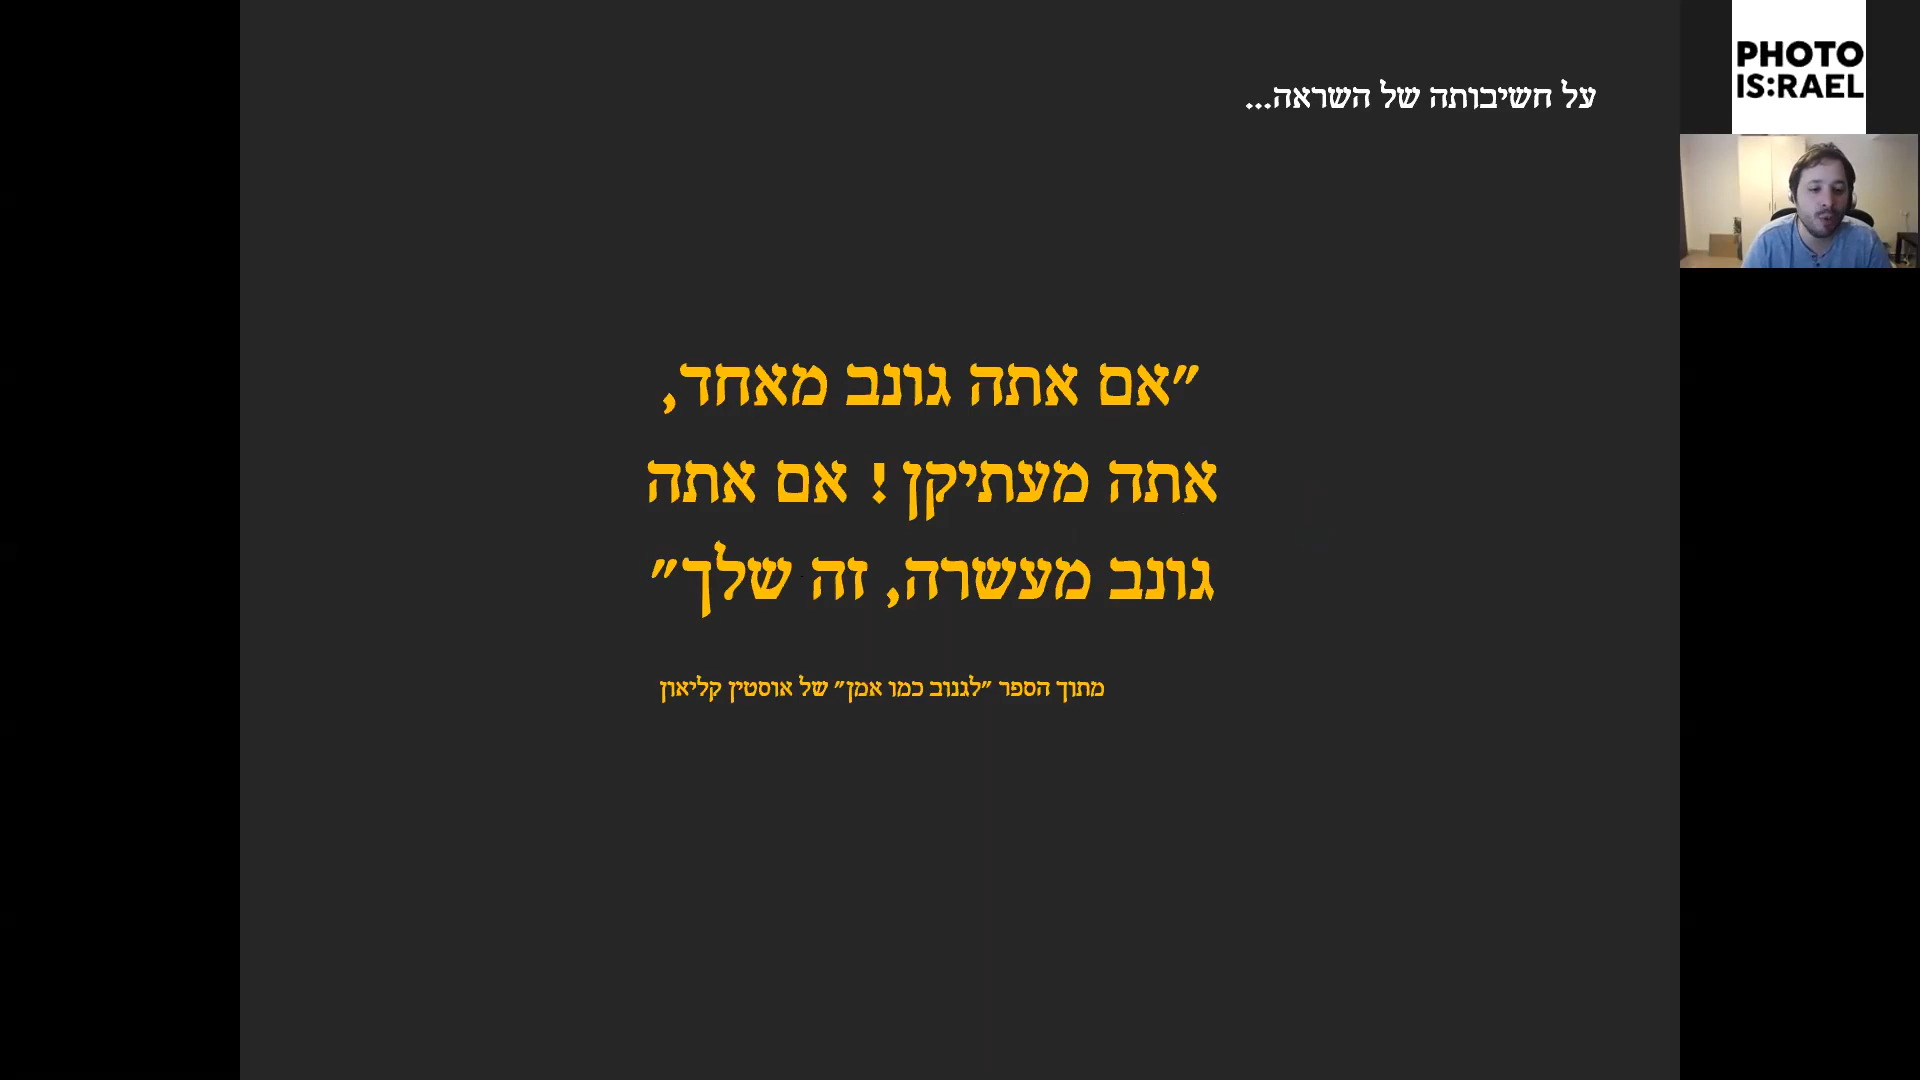 על חשיבותה של השראה...
PHOTO
IS:RAEL
"אם אתה גונב מאחד,
אתה מעתיקן! אם אתה
גונב מעשרה, זה שלך"
מתוך הספר "לגנוב כמו אמן" של אוסטין קליאון